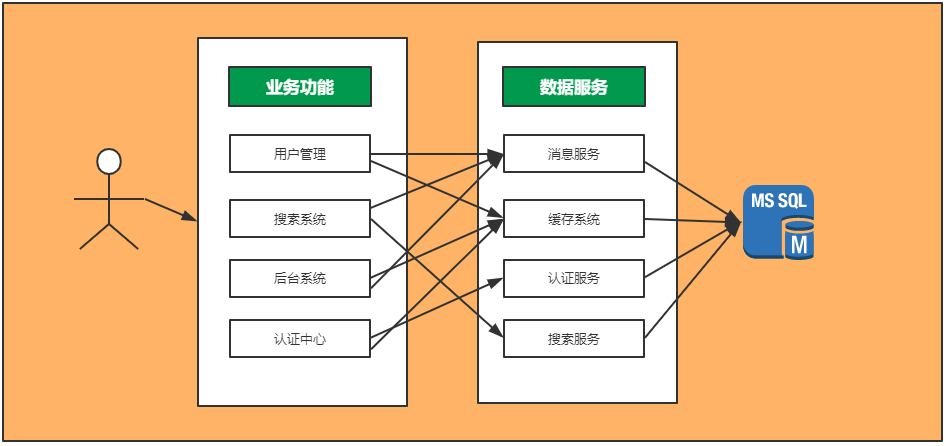 业务功能
用户管理
搜索系统
后台系统
认证中心
数据服务
消息服务
缓存系统
认证服务
搜索服务
MS SQL
M